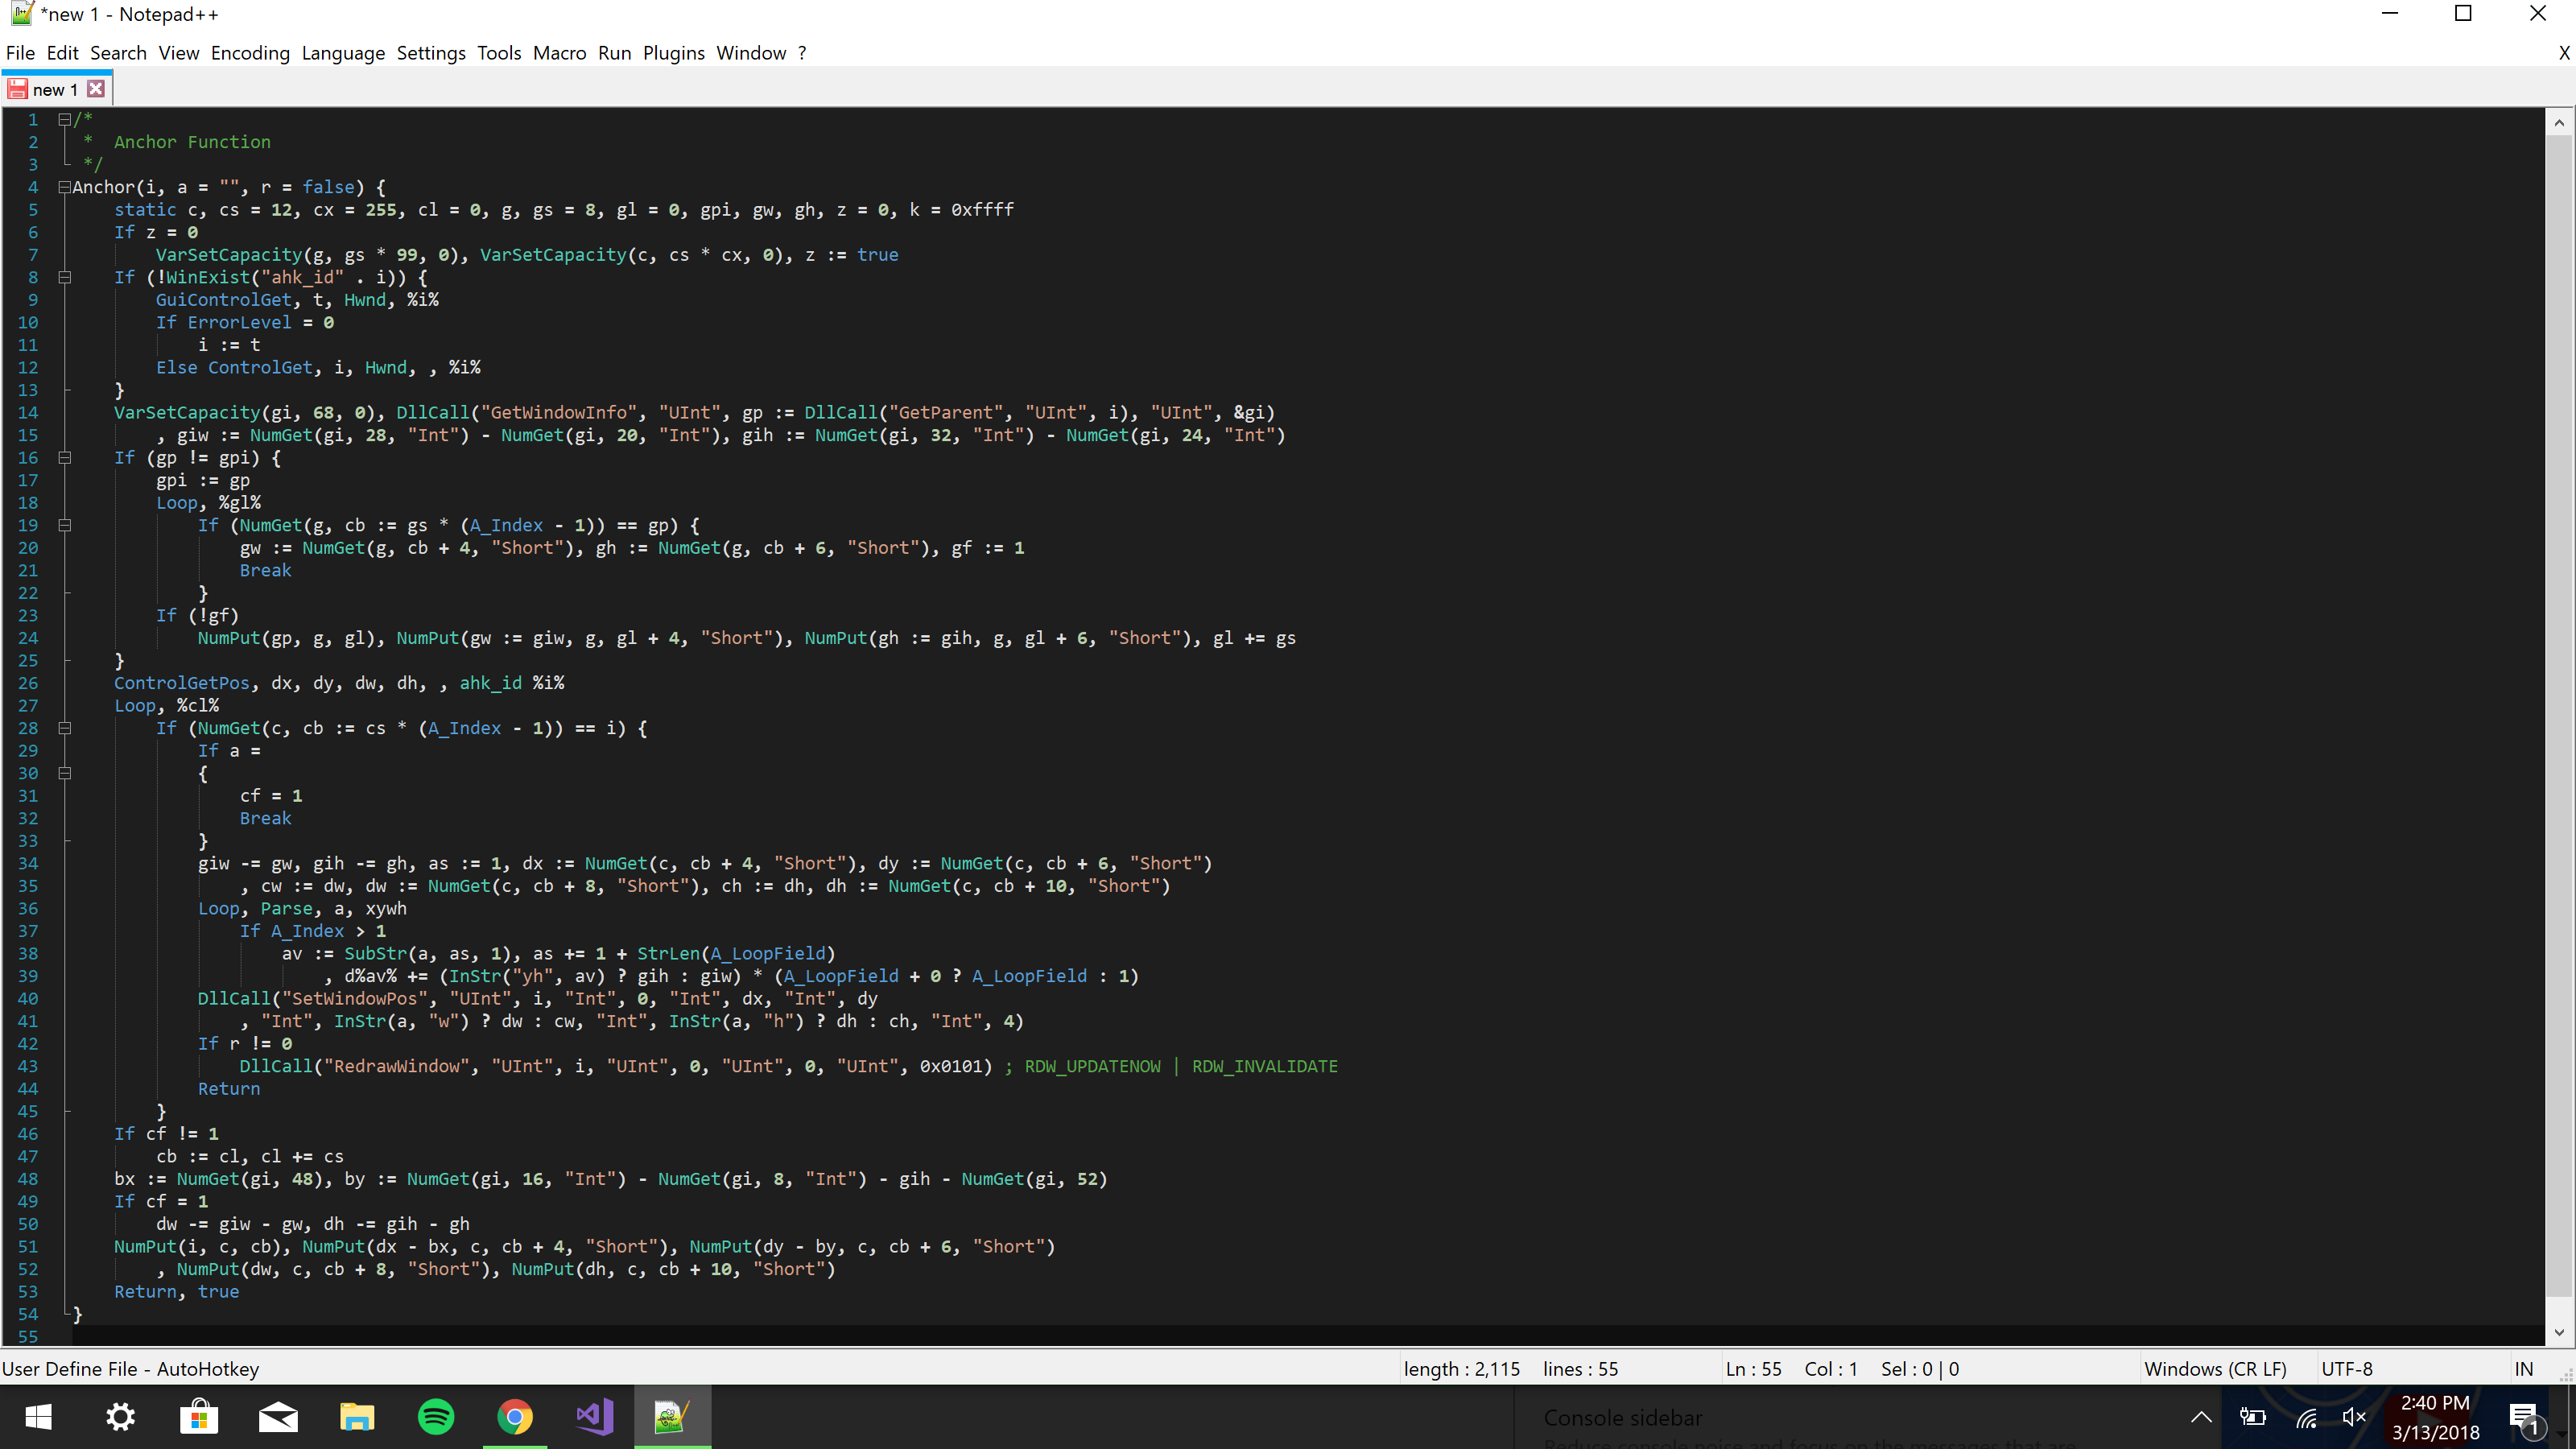 *new 1 - Notepad++
File Edit Search View Encoding Language Settings Tools Macro Run Plugins Window ? X
new 1
1 /*
2 * Anchor Function
3 */
4 Anchor(i, a = "", r = false) {
5 static c, cs = 12, cx = 255, cl = 0, g, gs = 8, gl = 0, gpi, gw, gh, z = 0, k = 0xffff
6 If z = 0
7 VarSetCapacity(g, gs * 99, 0), VarSetCapacity(c, cs * cx, 0), z := true
8 If (!WinExist("ahk_id" . i)) {
9 GuiControlGet, t, Hwnd, %i%
10 If ErrorLevel = 0
11 i := t
12 Else ControlGet, i, Hwnd, , %i%
13 }
14 VarSetCapacity(gi, 68, 0), DllCall("GetWindowInfo", "UInt", gp := DllCall("GetParent", "UInt", i), "UInt", &gi)
15 , giw := NumGet(gi, 28, "Int") - NumGet(gi, 20, "Int"), gih := NumGet(gi, 32, "Int") - NumGet(gi, 24, "Int")
16 If (gp != gpi) {
17 gpi := gp
18 Loop, %gl%
19 If (NumGet(g, cb := gs * (A_Index - 1)) == gp) {
20 gw := NumGet(g, cb + 4, "Short"), gh := NumGet(g, cb + 6, "Short"), gf := 1
21 Break
22 }
23 If (!gf)
24 NumPut(gp, g, gl), NumPut(gw := giw, g, gl + 4, "Short"), NumPut(gh := gih, g, gl + 6, "Short"), gl += gs
25 }
26 ControlGetPos, dx, dy, dw, dh, , ahk_id %i%
27 Loop, %cl%
28 If (NumGet(c, cb := cs * (A_Index - 1)) == i) {
29 If a =
30 {
31 cf = 1
32 Break
33 }
34 giw -= gw, gih -= gh, as := 1, dx := NumGet(c, cb + 4, "Short"), dy := NumGet(c, cb + 6, "Short")
35 , cw := dw, dw := NumGet(c, cb + 8, "Short"), ch := dh, dh := NumGet(c, cb + 10, "Short")
36 Loop, Parse, a, xywh
37 If A_Index > 1
38 av := SubStr(a, as, 1), as += 1 + StrLen(A_LoopField)
39 , d%av% += (InStr("yh", av) ? gih : giw) * (A_LoopField + 0 ? A_LoopField : 1)
40 DllCall("SetWindowPos", "UInt", i, "Int", 0, "Int", dx, "Int", dy
41 , "Int", InStr(a, "w") ? dw : cw, "Int", InStr(a, "h") ? dh : ch, "Int", 4)
42 If r != 0
43 DllCall("RedrawWindow", "UInt", i, "UInt", 0, "UInt", 0, "UInt", 0x0101) ; RDW_UPDATENOW | RDW_INVALIDATE
44 Return
45 }
46 If cf != 1
47 cb := cl, cl += cs
48 bx := NumGet(gi, 48), by := NumGet(gi, 16, "Int") - NumGet(gi, 8, "Int") - gih - NumGet(gi, 52)
49 If cf = 1
50 dw -= giw - gw, dh -= gih - gh
51 NumPut(i, c, cb), NumPut(dx - bx, c, cb + 4, "Short"), NumPut(dy - by, c, cb + 6, "Short")
52 , NumPut(dw, c, cb + 8, "Short"), NumPut(dh, c, cb + 10, "Short")
53 Return, true
54 }
55
User Define File - AutoHotkey length : 2,115 lines : 55 Ln : 55 Col : 1 Sel : 0 | 0 Windows (CR LF) UTF-8 IN
Console sidebar
Reduce console noise and focus on the messages that are
2:40 PM
3/13/2018
1